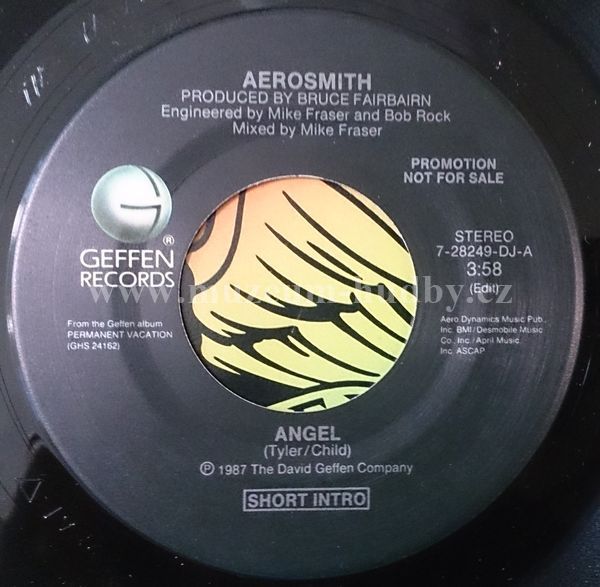 AEROSMITH
PRODUCED BY BRUCE FAIRBAIRN
Engineered by Mike Fraser and Bob Rock
Mixed by Mike Fraser
PROMOTION
NOT FOR SALE
G
®
GEFFEN
RECORDS
STEREO
7-28249-DJ-A
3:58
(Edit)
www.muzeum-hudby.cz
From the Geffen album
PERMANENT VACATION
(GHS 24162)
Aero Dynamics Music Pub.,
Inc. BMI/Desmobile Music
Co., Inc./April Music,
Inc. ASCAP
ANGEL
(Tyler/Child)
℗ 1987 The David Geffen Company
SHORT INTRO